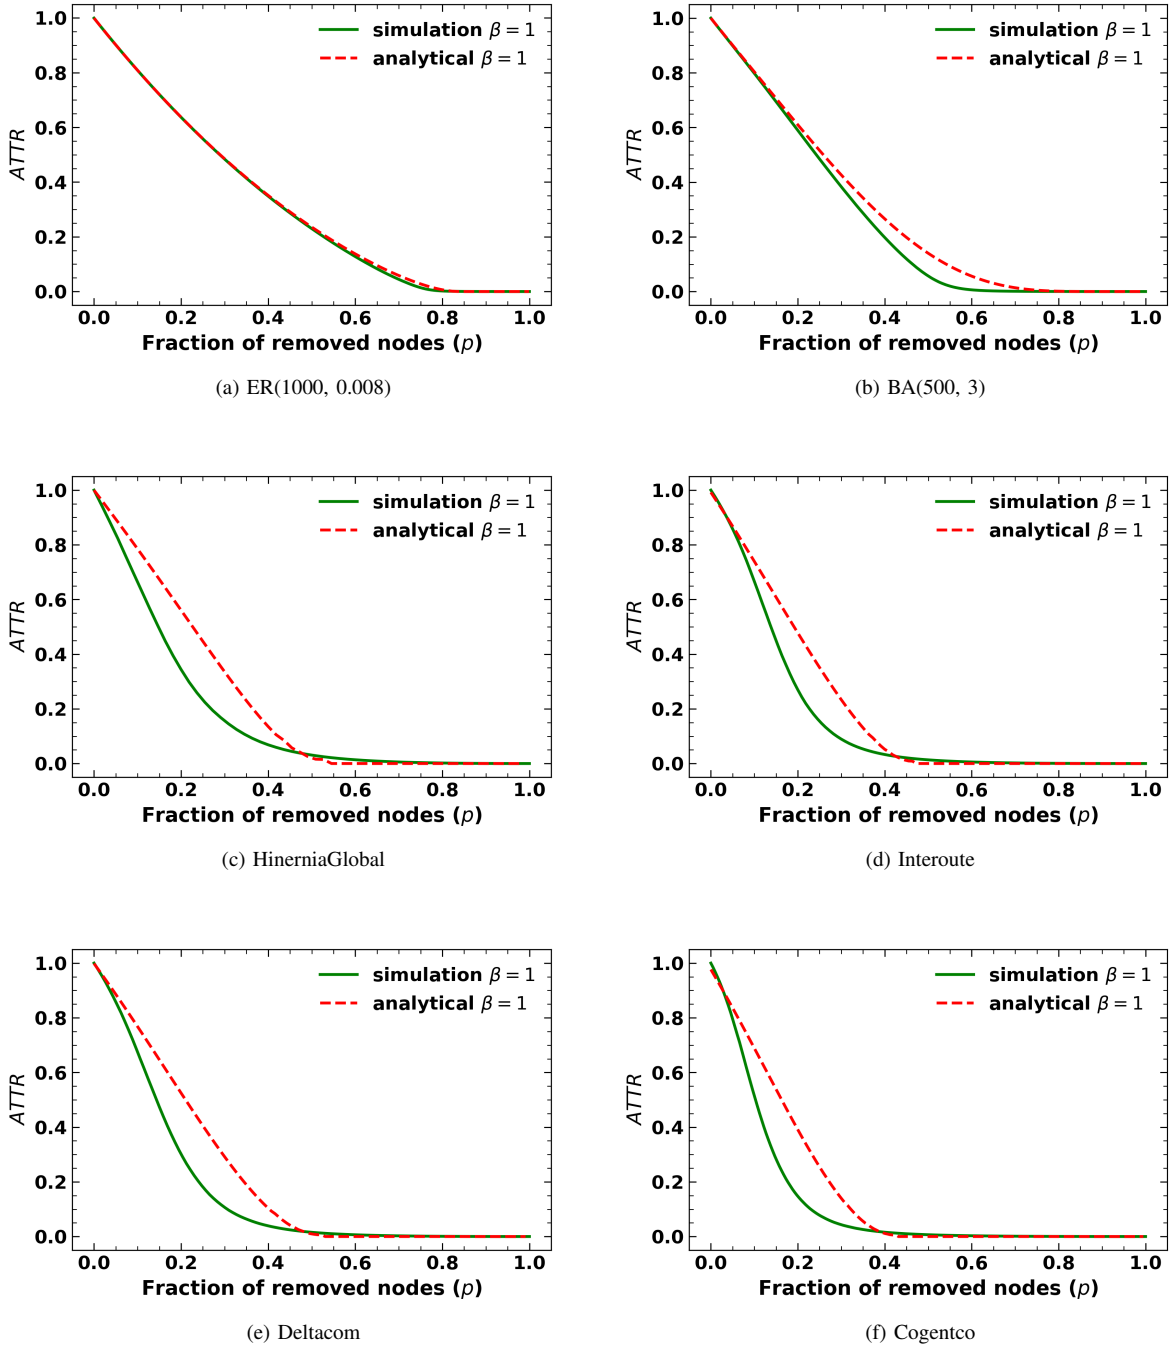 simulation β = 1
analytical β = 1
ATTR
1.0
0.8
0.6
0.4
0.2
0.0
0.0 0.2 0.4 0.6 0.8 1.0
Fraction of removed nodes (p)
(a) ER(1000, 0.008)
simulation β = 1
analytical β = 1
ATTR
1.0
0.8
0.6
0.4
0.2
0.0
0.0 0.2 0.4 0.6 0.8 1.0
Fraction of removed nodes (p)
(b) BA(500, 3)
simulation β = 1
analytical β = 1
ATTR
1.0
0.8
0.6
0.4
0.2
0.0
0.0 0.2 0.4 0.6 0.8 1.0
Fraction of removed nodes (p)
(c) HinerniaGlobal
simulation β = 1
analytical β = 1
ATTR
1.0
0.8
0.6
0.4
0.2
0.0
0.0 0.2 0.4 0.6 0.8 1.0
Fraction of removed nodes (p)
(d) Interoute
simulation β = 1
analytical β = 1
ATTR
1.0
0.8
0.6
0.4
0.2
0.0
0.0 0.2 0.4 0.6 0.8 1.0
Fraction of removed nodes (p)
(e) Deltacom
simulation β = 1
analytical β = 1
ATTR
1.0
0.8
0.6
0.4
0.2
0.0
0.0 0.2 0.4 0.6 0.8 1.0
Fraction of removed nodes (p)
(f) Cogentco